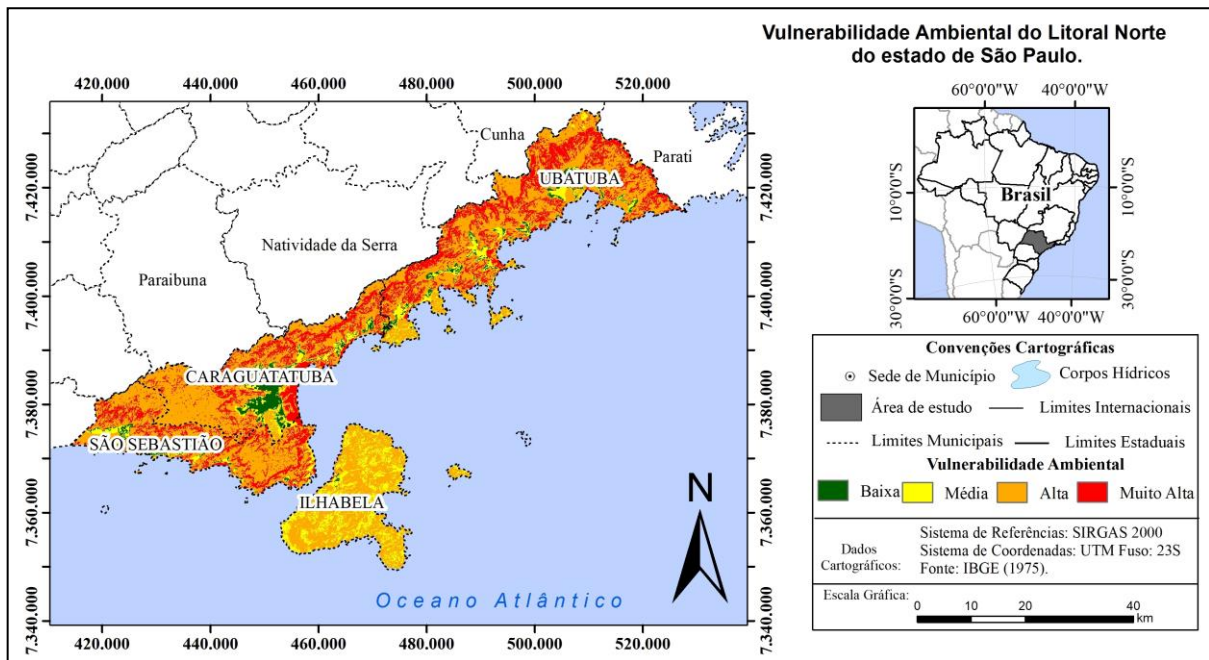 Vulnerabilidade Ambiental do Litoral Norte
do estado de São Paulo.
420.000 440.000 460.000 480.000 500.000 520.000
7.420.000
7.400.000
7.380.000
7.360.000
7.340.000
Cunha
Parati
UBATUBA
Natividade da Serra
Paraibuna
CARAGUATATUBA
SÃO SEBASTIÃO
ILHABELA
N
Oceano Atlântico
7.420.000
7.400.000
7.380.000
7.360.000
7.340.000
420.000 440.000 460.000 480.000 500.000 520.000
60°0'0"W 40°0'0"W
10°0'0"S
30°0'0"S
Brasil
10°0'0"S
30°0'0"S
60°0'0"W 40°0'0"W
Convenções Cartográficas
Sede de Município Corpos Hídricos
Área de estudo Limites Internacionais
Limites Municipais Limites Estaduais
Vulnerabilidade Ambiental
Baixa Média Alta Muito Alta
Dados
Cartográficos:
Sistema de Referências: SIRGAS 2000
Sistema de Coordenadas: UTM Fuso: 23S
Fonte: IBGE (1975).
Escala Gráfica:
0 10 20 40
km